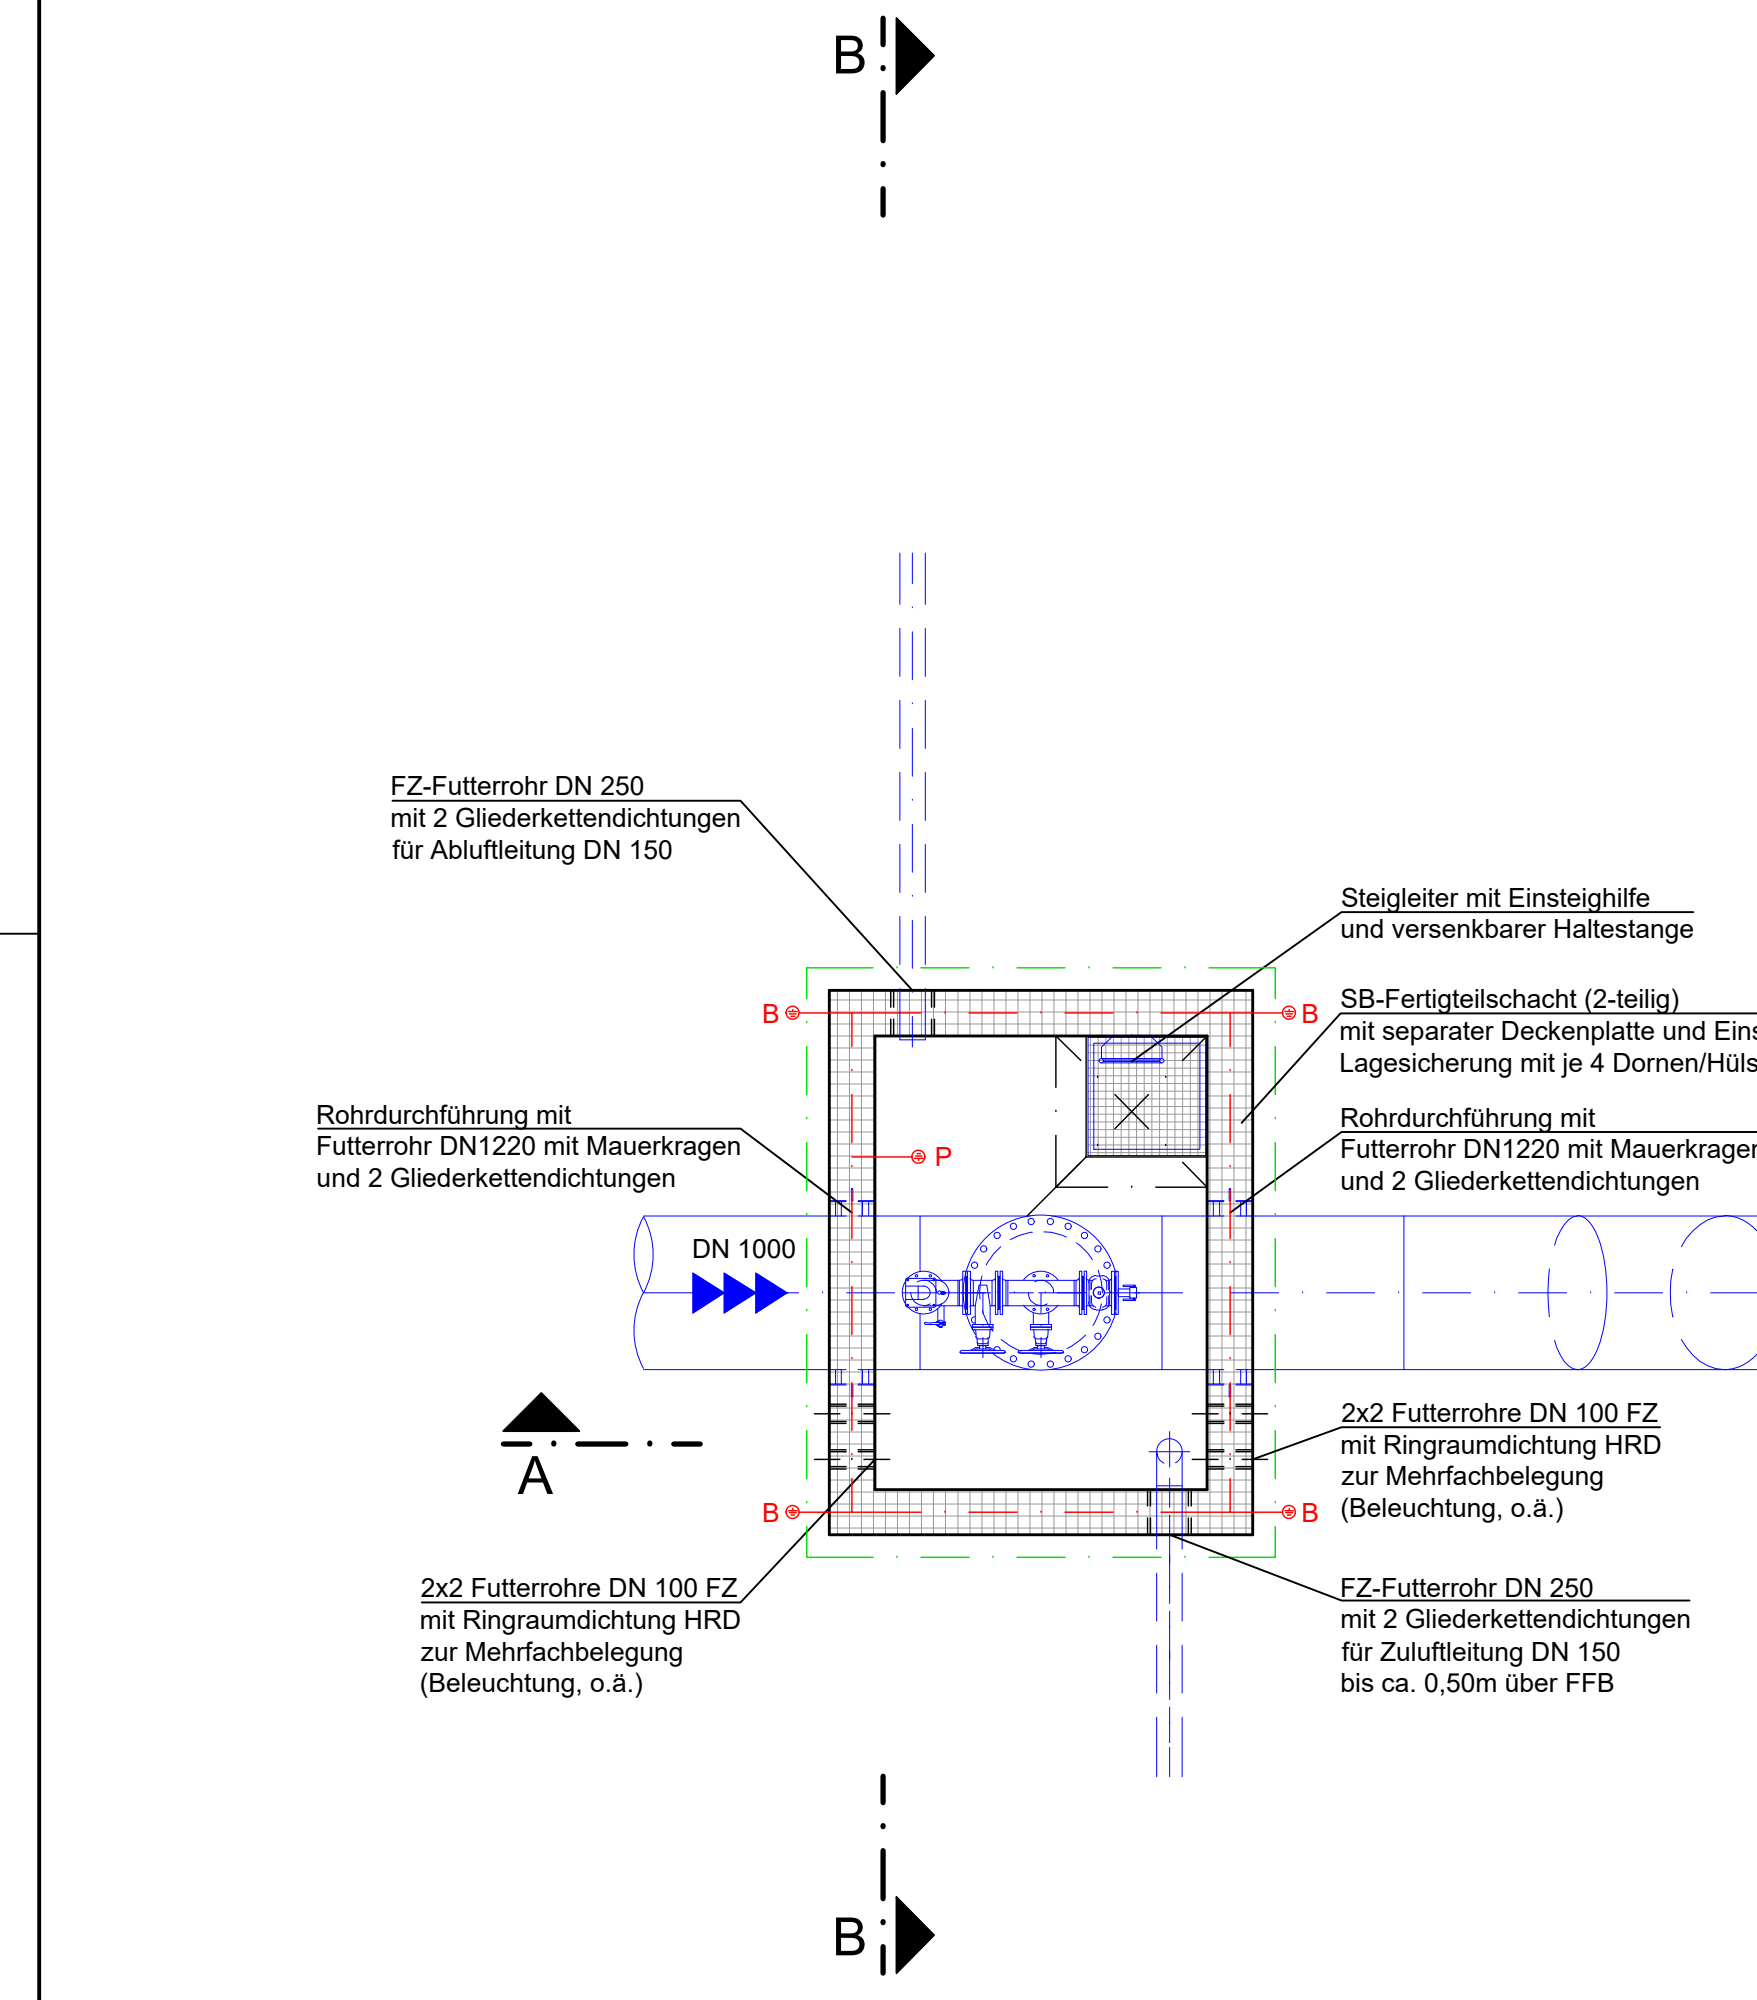 B
FZ-Futterrohr DN 250
mit 2 Gliederkettendichtungen
für Abluftleitung DN 150
Steigleiter mit Einsteighilfe
und versenkbarer Haltestange
SB-Fertigteilschacht (2-teilig)
mit separater Deckenplatte und
Lagesicherung mit je 4
B
B
Rohrdurchführung mit
Futterrohr DN1220 mit Mauerkragen
und 2 Gliederkettendichtungen
Rohrdurchführung mit
Futterrohr DN1220 mit Mauerkragen
und 2 Gliederkettendichtungen
P
DN 1000
A
2x2 Futterrohre DN 100 FZ
mit Ringraumdichtung HRD
zur Mehrfachbelegung
(Beleuchtung, o.ä.)
B
B
2x2 Futterrohre DN 100 FZ
mit Ringraumdichtung HRD
zur Mehrfachbelegung
(Beleuchtung, o.ä.)
FZ-Futterrohr DN 250
mit 2 Gliederkettendichtungen
für Zuluftleitung DN 150
bis ca. 0,50m über FFB
B